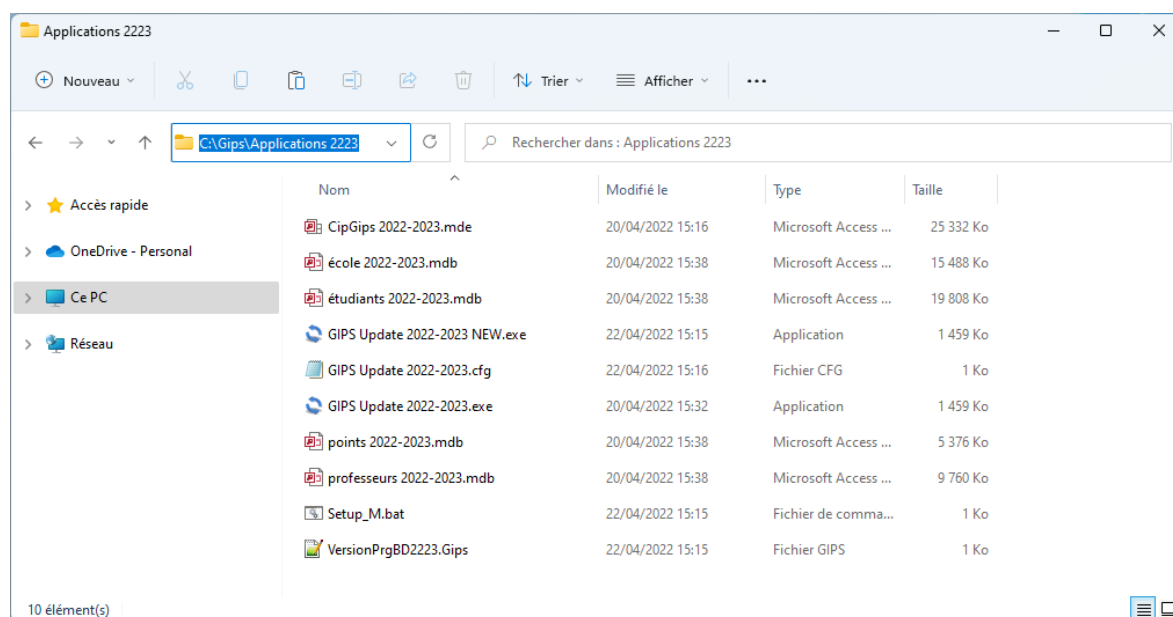 Applications 2223
Nouveau Trier Afficher ...
C:\Gips\Applications 2223 Rechercher dans : Applications 2223
Nom Modifié le Type Taille
Accès rapide
OneDrive - Personal
Ce PC
Réseau
CipGips 2022-2023.mde 20/04/2022 15:16 Microsoft Access ... 25 332 Ko
école 2022-2023.mdb 20/04/2022 15:38 Microsoft Access ... 15 488 Ko
étudiants 2022-2023.mdb 20/04/2022 15:38 Microsoft Access ... 19 808 Ko
GIPS Update 2022-2023 NEW.exe 22/04/2022 15:15 Application 1 459 Ko
GIPS Update 2022-2023.cfg 22/04/2022 15:16 Fichier CFG 1 Ko
GIPS Update 2022-2023.exe 20/04/2022 15:32 Application 1 459 Ko
points 2022-2023.mdb 20/04/2022 15:38 Microsoft Access ... 5 376 Ko
professeurs 2022-2023.mdb 20/04/2022 15:38 Microsoft Access ... 9 760 Ko
Setup_M.bat 22/04/2022 15:15 Fichier de comma... 1 Ko
VersionPrgBD2223.Gips 22/04/2022 15:15 Fichier GIPS 1 Ko
10 élément(s)